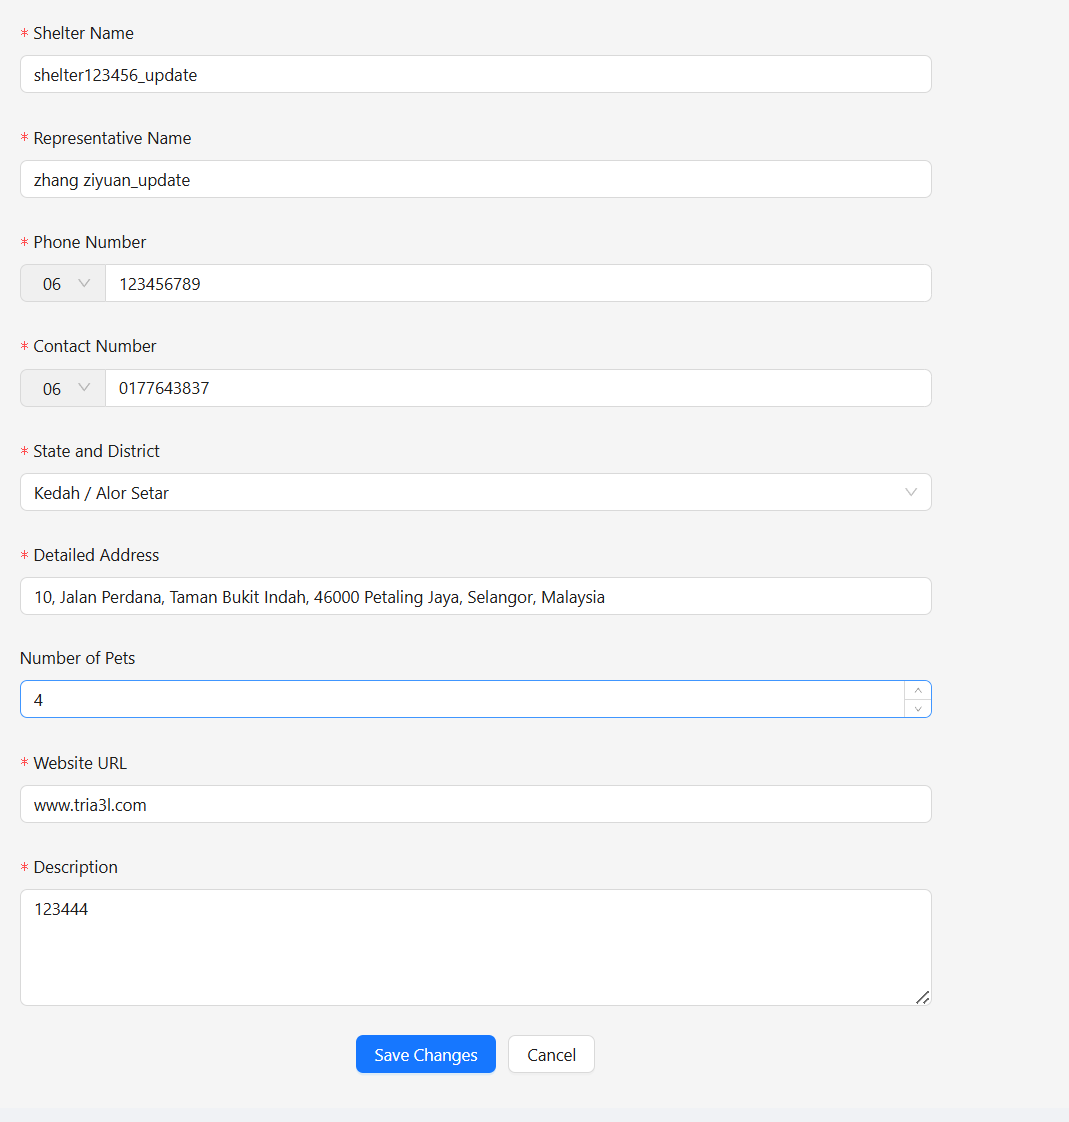 * Shelter Name
shelter123456_update
* Representative Name
zhang ziyuan_update
* Phone Number
06 123456789
* Contact Number
06 0177643837
* State and District
Kedah / Alor Setar
* Detailed Address
10, Jalan Perdana, Taman Bukit Indah, 46000 Petaling Jaya, Selangor, Malaysia
Number of Pets
4
* Website URL
www.tria3l.com
* Description
123444
Save Changes Cancel